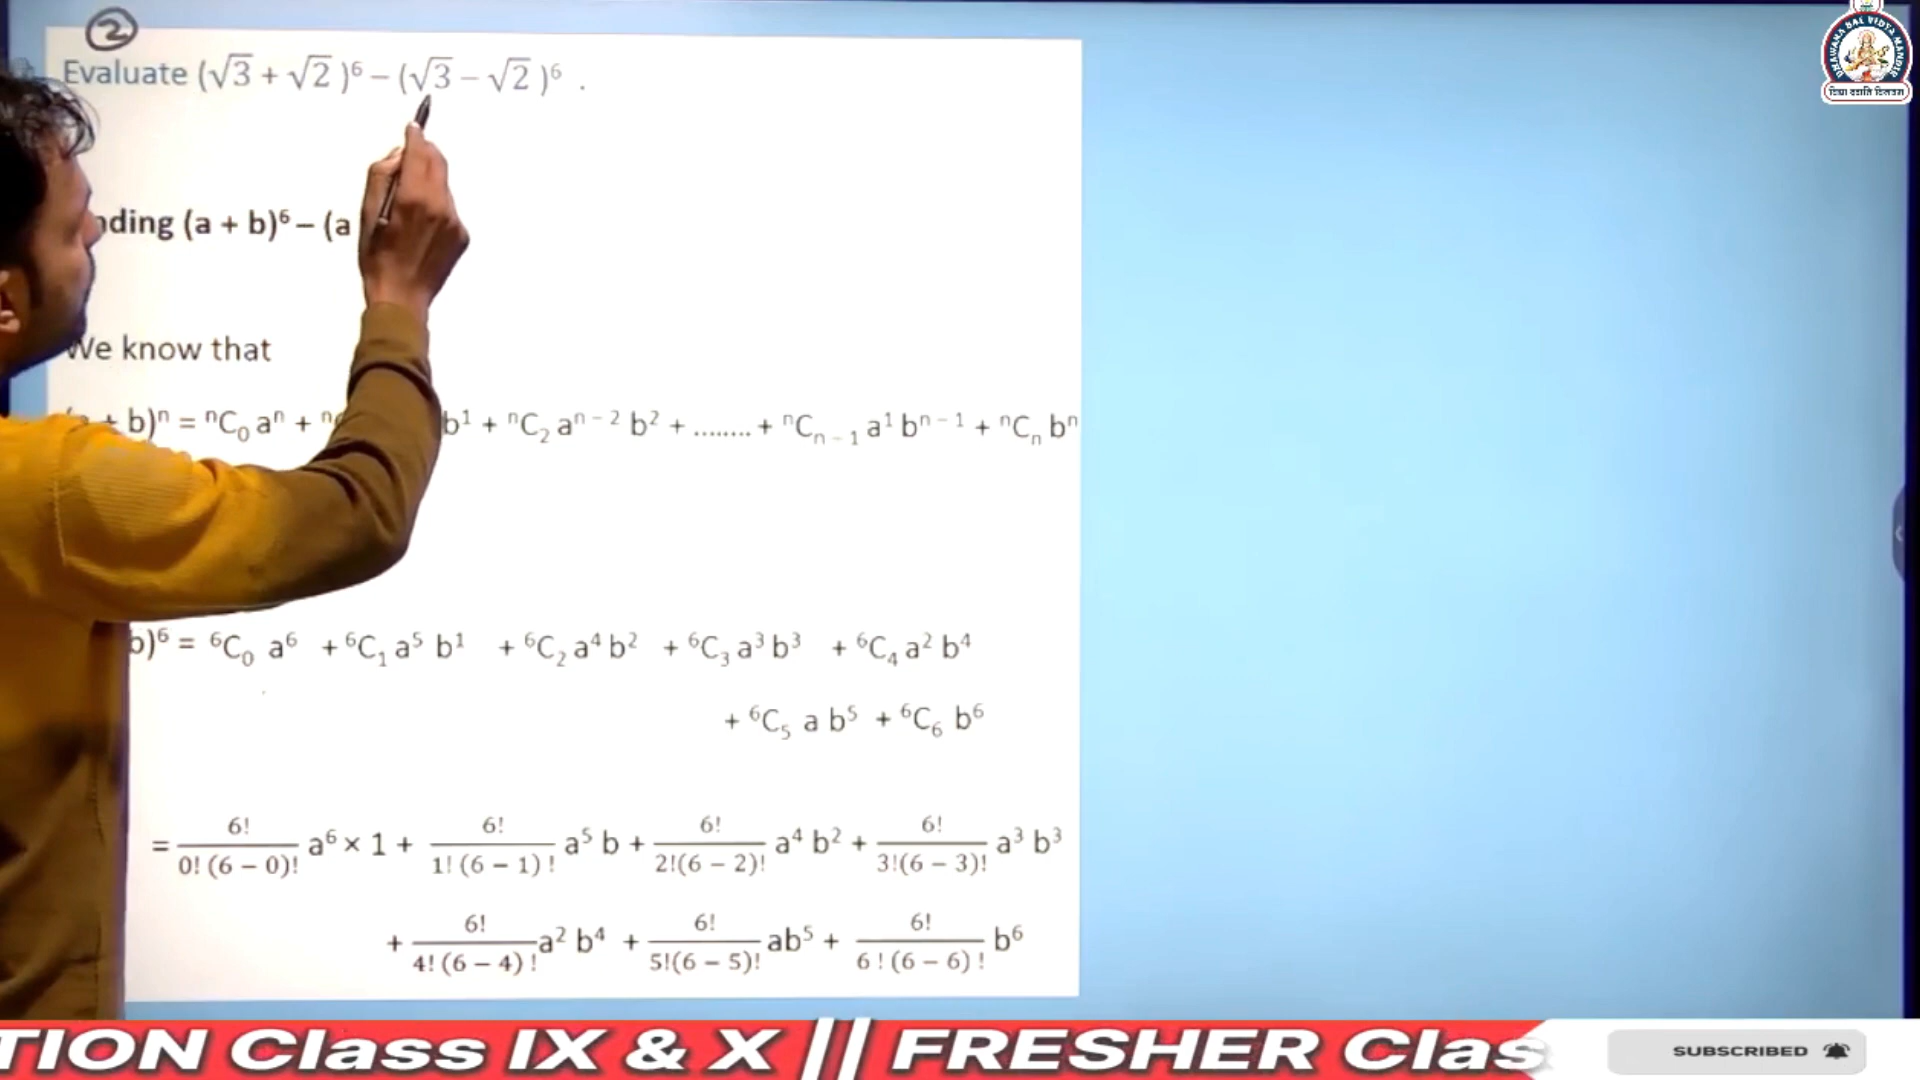 ②
Evaluate (√3 + √2 )⁶ – (√3 – √2 )⁶ .
nding (a + b)⁶ – (a
We know that
b)ⁿ = ⁿC₀ aⁿ + ⁿ b¹ + ⁿC₂ aⁿ⁻² b² + ........ + ⁿCₙ₋₁ a¹ bⁿ⁻¹ + ⁿCₙ bⁿ
b)⁶ = ⁶C₀ a⁶ + ⁶C₁ a⁵ b¹ + ⁶C₂ a⁴ b² + ⁶C₃ a³ b³ + ⁶C₄ a² b⁴
+ ⁶C₅ a b⁵ + ⁶C₆ b⁶
= 6!/0! (6 – 0)! a⁶ × 1 + 6!/1! (6 – 1) ! a⁵ b + 6!/2!(6 – 2)! a⁴ b² + 6!/3!(6 – 3)! a³ b³
+ 6!/4! (6 – 4) ! a² b⁴ + 6!/5!(6 – 5)! ab⁵ + 6!/6 ! (6 – 6) ! b⁶
BAL VIDYA MANDIR
TION Class IX & X || FRESHER Clas
SUBSCRIBED